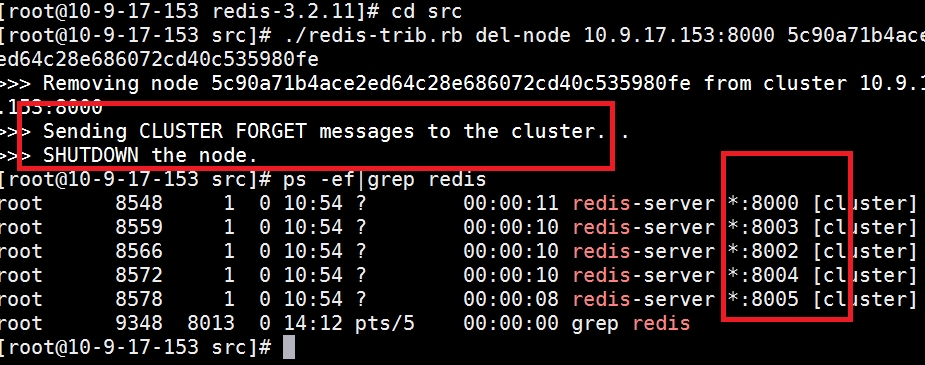 [root@10-9-17-153 redis-3.2.11]# cd src
[root@10-9-17-153 src]# ./redis-trib.rb del-node 10.9.17.153:8000 5c90a71b4ace2
ed64c28e686072cd40c535980fe
>>> Removing node 5c90a71b4ace2ed64c28e686072cd40c535980fe from cluster 10.9.1
.153:8000
>>> Sending CLUSTER FORGET messages to the cluster...
>>> SHUTDOWN the node.
[root@10-9-17-153 src]# ps -ef|grep redis
root 8548 1 0 10:54 ? 00:00:11 redis-server *:8000 [cluster]
root 8559 1 0 10:54 ? 00:00:10 redis-server *:8003 [cluster]
root 8566 1 0 10:54 ? 00:00:10 redis-server *:8002 [cluster]
root 8572 1 0 10:54 ? 00:00:10 redis-server *:8004 [cluster]
root 8578 1 0 10:54 ? 00:00:08 redis-server *:8005 [cluster]
root 9348 8013 0 14:12 pts/5 00:00:00 grep redis
[root@10-9-17-153 src]#